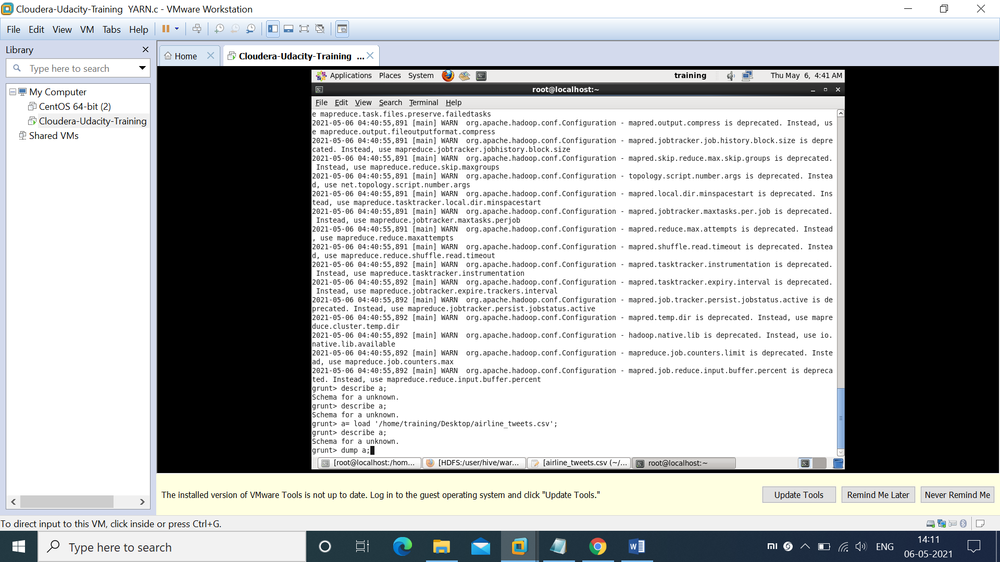 Cloudera-Udacity-Training YARN.c - VMware Workstation
File Edit View VM Tabs Help
Library
Type here to search
My Computer
CentOS 64-bit (2)
Cloudera-Udacity-Training
Shared VMs
Home
Cloudera-Udacity-Training ...
Applications Places System training Thu May 6, 4:41 AM
root@localhost:~
File Edit View Search Terminal Help
e mapreduce.task.files.preserve.failedtasks
2021-05-06 04:40:55,891 [main] WARN org.apache.hadoop.conf.Configuration - mapred.output.compress is deprecated. Instead, us
e mapreduce.output.fileoutputformat.compress
2021-05-06 04:40:55,891 [main] WARN org.apache.hadoop.conf.Configuration - mapred.jobtracker.job.history.block.size is depre
cated. Instead, use mapreduce.jobtracker.jobhistory.block.size
2021-05-06 04:40:55,891 [main] WARN org.apache.hadoop.conf.Configuration - mapred.skip.reduce.max.skip.groups is deprecated.
Instead, use mapreduce.reduce.skip.maxgroups
2021-05-06 04:40:55,891 [main] WARN org.apache.hadoop.conf.Configuration - topology.script.number.args is deprecated. Instea
d, use net.topology.script.number.args
2021-05-06 04:40:55,891 [main] WARN org.apache.hadoop.conf.Configuration - mapred.local.dir.minspacestart is deprecated. Ins
tead, use mapreduce.tasktracker.local.dir.minspacestart
2021-05-06 04:40:55,891 [main] WARN org.apache.hadoop.conf.Configuration - mapred.jobtracker.maxtasks.per.job is deprecated.
Instead, use mapreduce.jobtracker.maxtasks.perjob
2021-05-06 04:40:55,891 [main] WARN org.apache.hadoop.conf.Configuration - mapred.reduce.max.attempts is deprecated. Instead
, use mapreduce.reduce.maxattempts
2021-05-06 04:40:55,891 [main] WARN org.apache.hadoop.conf.Configuration - mapred.shuffle.read.timeout is deprecated. Instea
d, use mapreduce.reduce.shuffle.read.timeout
2021-05-06 04:40:55,892 [main] WARN org.apache.hadoop.conf.Configuration - mapred.tasktracker.instrumentation is deprecated.
Instead, use mapreduce.tasktracker.instrumentation
2021-05-06 04:40:55,892 [main] WARN org.apache.hadoop.conf.Configuration - mapred.tasktracker.expiry.interval is deprecated.
Instead, use mapreduce.jobtracker.expire.trackers.interval
2021-05-06 04:40:55,892 [main] WARN org.apache.hadoop.conf.Configuration - mapred.job.tracker.persist.jobstatus.active is de
precated. Instead, use mapreduce.jobtracker.persist.jobstatus.active
2021-05-06 04:40:55,892 [main] WARN org.apache.hadoop.conf.Configuration - mapred.temp.dir is deprecated. Instead, use mapre
duce.cluster.temp.dir
2021-05-06 04:40:55,892 [main] WARN org.apache.hadoop.conf.Configuration - hadoop.native.lib is deprecated. Instead, use io.
native.lib.available
2021-05-06 04:40:55,892 [main] WARN org.apache.hadoop.conf.Configuration - mapreduce.job.counters.limit is deprecated. Inste
ad, use mapreduce.job.counters.max
2021-05-06 04:40:55,892 [main] WARN org.apache.hadoop.conf.Configuration - mapred.job.reduce.input.buffer.percent is depreca
ted. Instead, use mapreduce.reduce.input.buffer.percent
grunt> describe a;
Schema for a unknown.
grunt> describe a;
Schema for a unknown.
grunt> a= load '/home/training/Desktop/airline_tweets.csv';
grunt> describe a;
Schema for a unknown.
grunt> dump a;
[root@localhost:/hom... [HDFS:/user/hive/war... [airline_tweets.csv (~/... root@localhost:~
The installed version of VMware Tools is not up to date. Log in to the guest operating system and click "Update Tools."
Update Tools Remind Me Later Never Remind Me
To direct input to this VM, click inside or press Ctrl+G.
Type here to search
mi ENG
14:11
06-05-2021